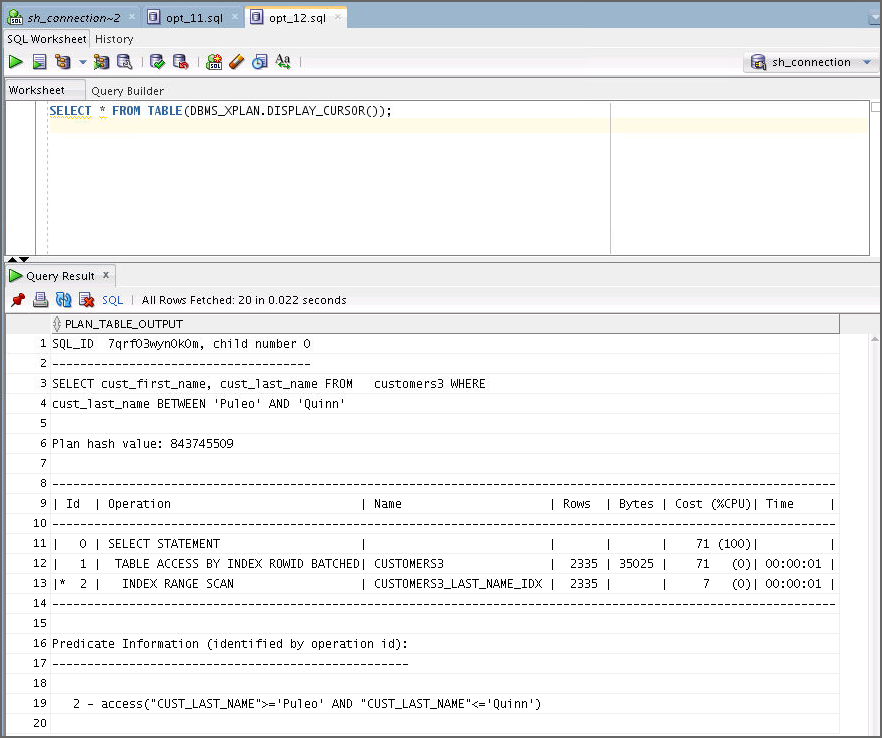 sh_connection~2 opt_11.sql opt_12.sql
SQL Worksheet History
sh_connection
Worksheet Query Builder
SELECT * FROM TABLE(DBMS_XPLAN.DISPLAY_CURSOR());
Query Result x
SQL | All Rows Fetched: 20 in 0.022 seconds
PLAN_TABLE_OUTPUT
1 SQL_ID  7qrf03wyn0k0m, child number 0
2 -------------------------------------
3 SELECT cust_first_name, cust_last_name FROM   customers3 WHERE
4 cust_last_name BETWEEN 'Puleo' AND 'Quinn'
5
6 Plan hash value: 843745509
7
8 ----------------------------------------------------------------------------------------------------------------
9 | Id  | Operation                           | Name                     | Rows  | Bytes | Cost (%CPU)| Time     |
10 ----------------------------------------------------------------------------------------------------------------
11 |   0 | SELECT STATEMENT                    |                          |       |       |    71 (100)|          |
12 |   1 |  TABLE ACCESS BY INDEX ROWID BATCHED| CUSTOMERS3               |  2335 | 35025 |    71   (0)| 00:00:01 |
13 |*  2 |   INDEX RANGE SCAN                  | CUSTOMERS3_LAST_NAME_IDX |  2335 |       |     7   (0)| 00:00:01 |
14 ----------------------------------------------------------------------------------------------------------------
15
16 Predicate Information (identified by operation id):
17 ---------------------------------------------------
18
19    2 - access("CUST_LAST_NAME">='Puleo' AND "CUST_LAST_NAME"<='Quinn')
20